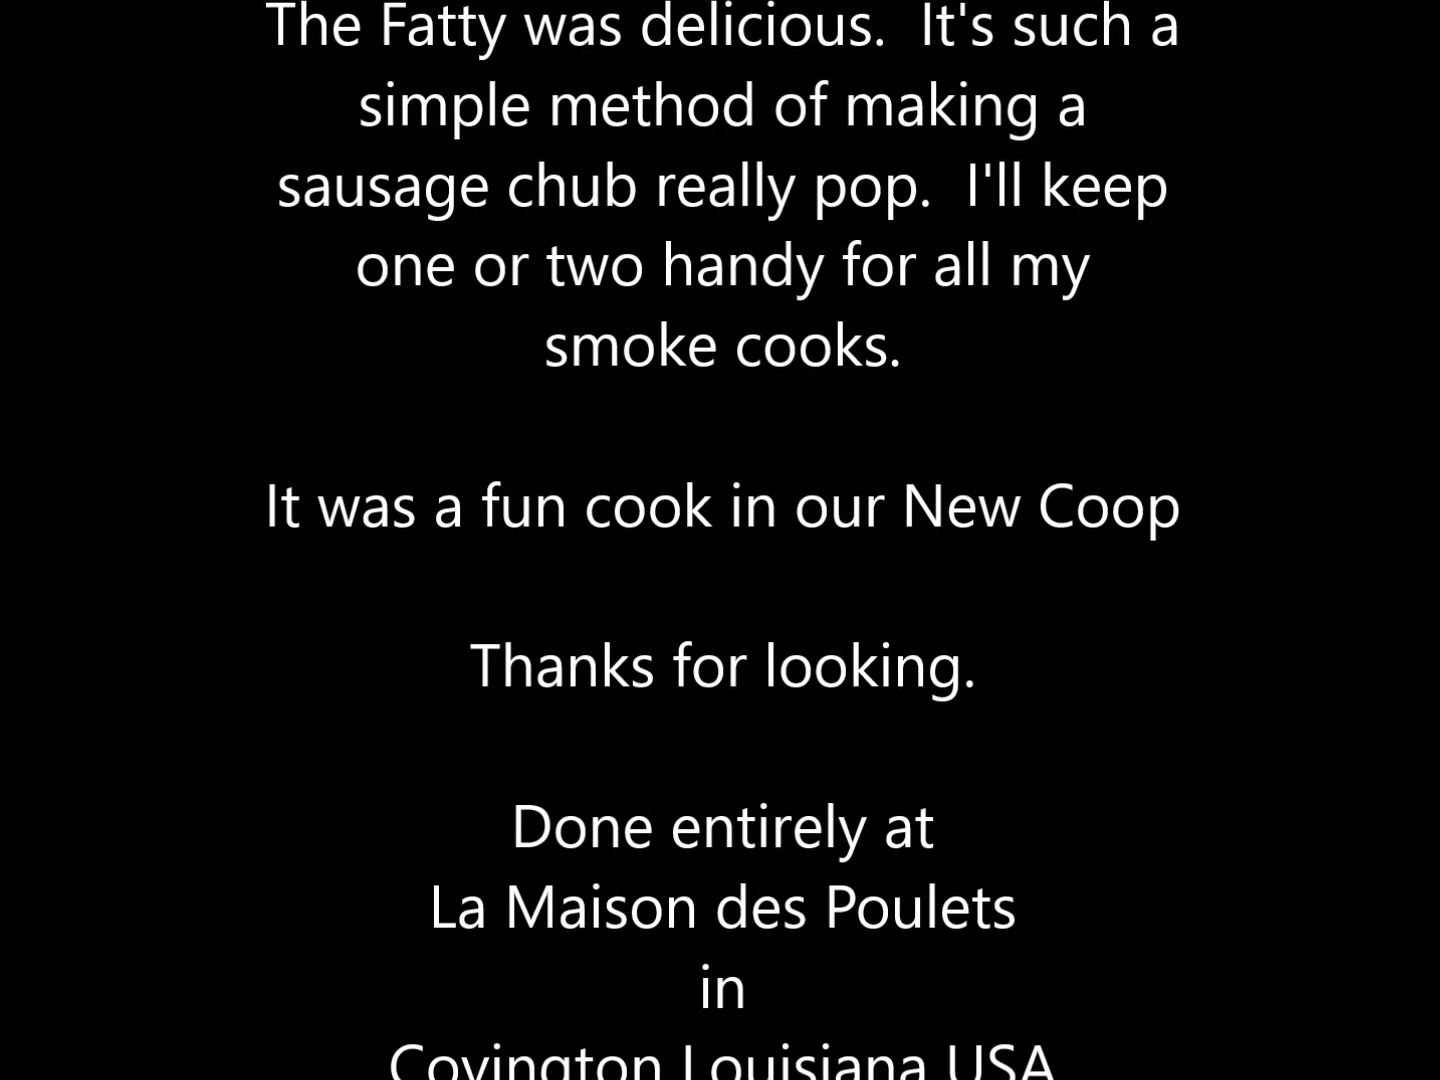 The Fatty was delicious.  It's such a
simple method of making a
sausage chub really pop.  I'll keep
one or two handy for all my
smoke cooks.
It was a fun cook in our New Coop
Thanks for looking.
Done entirely at
La Maison des Poulets
in
Covington Louisiana USA